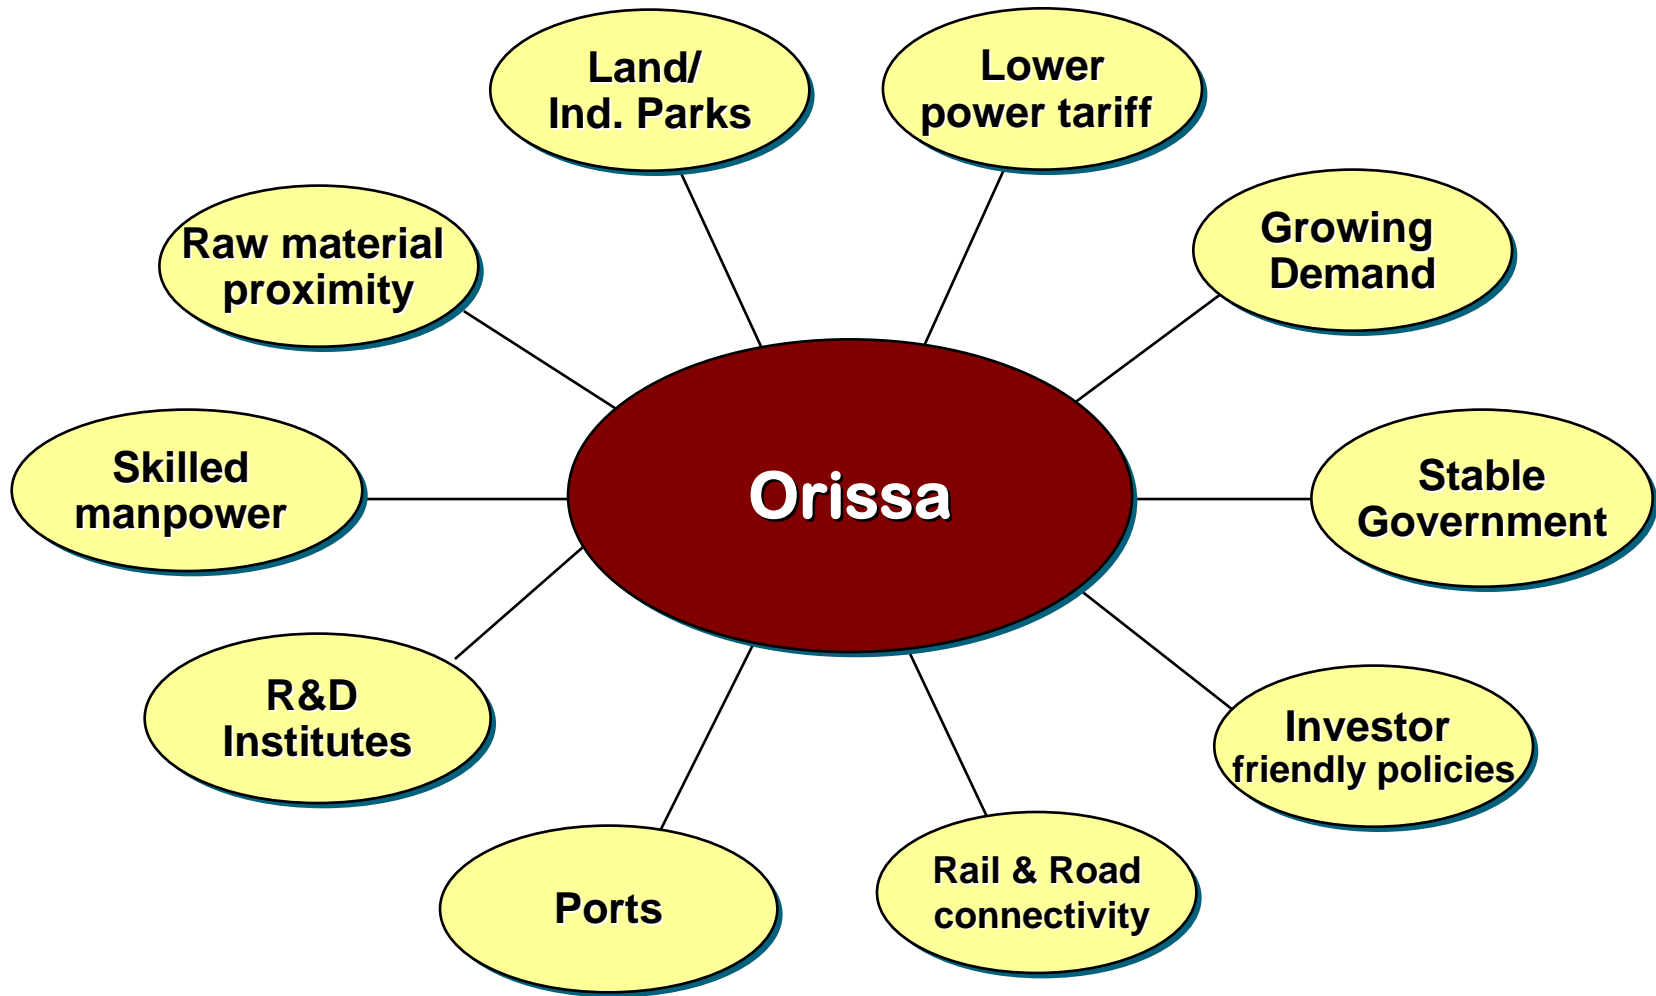 Land/
Ind. Parks
Lower
power tariff
Raw material
proximity
Growing
Demand
Skilled
manpower
Orissa
Stable
Government
R&D
Institutes
Investor
friendly policies
Ports
Rail & Road
connectivity